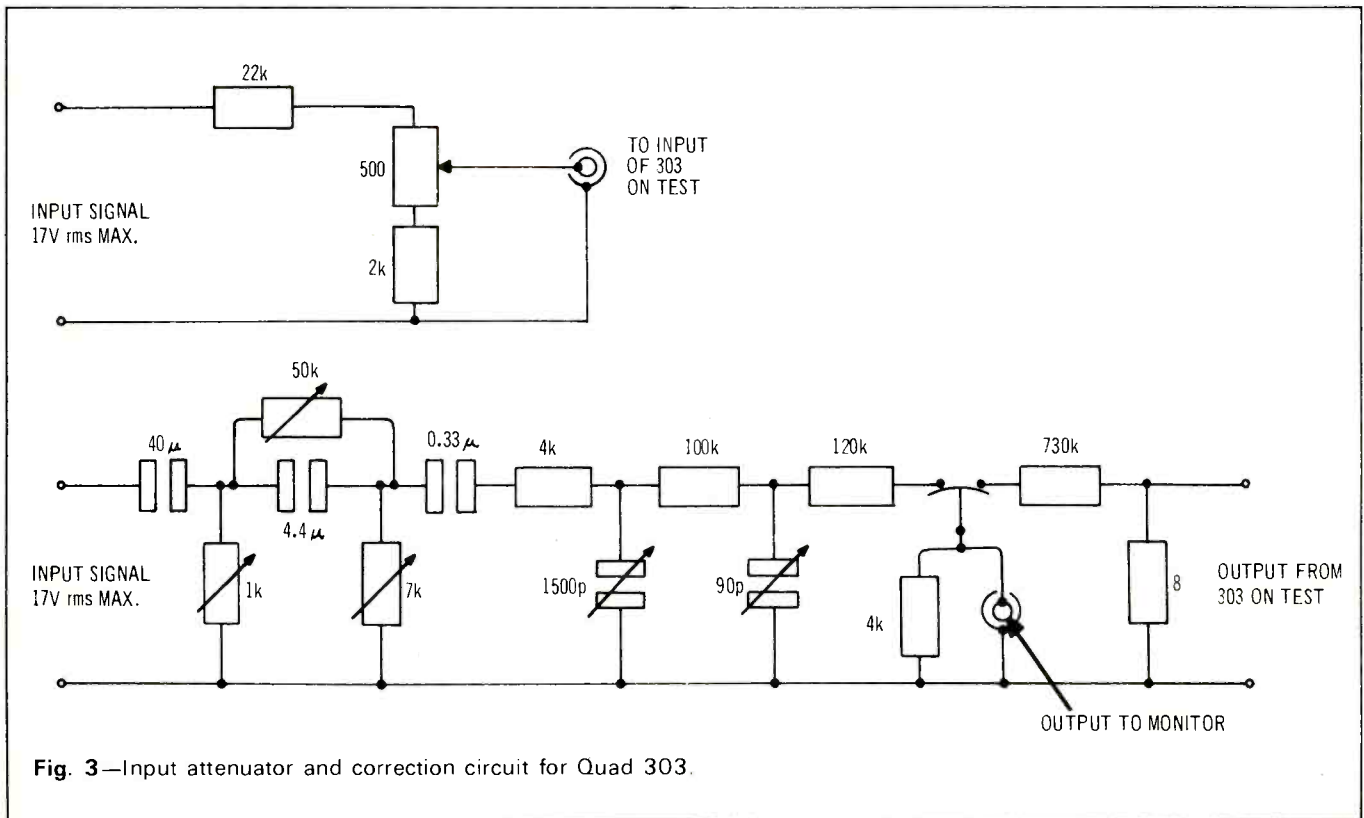 22k
500
TO INPUT
OF 303
ON TEST
INPUT SIGNAL
17V rms MAX.
2k
50k
40μ
4.4μ
0.33μ
4k
100k
120k
730k
INPUT SIGNAL
17V rms MAX.
1k
7k
1500p
90p
4k
8
OUTPUT FROM
303 ON TEST
OUTPUT TO MONITOR
Fig. 3—Input attenuator and correction circuit for Quad 303.